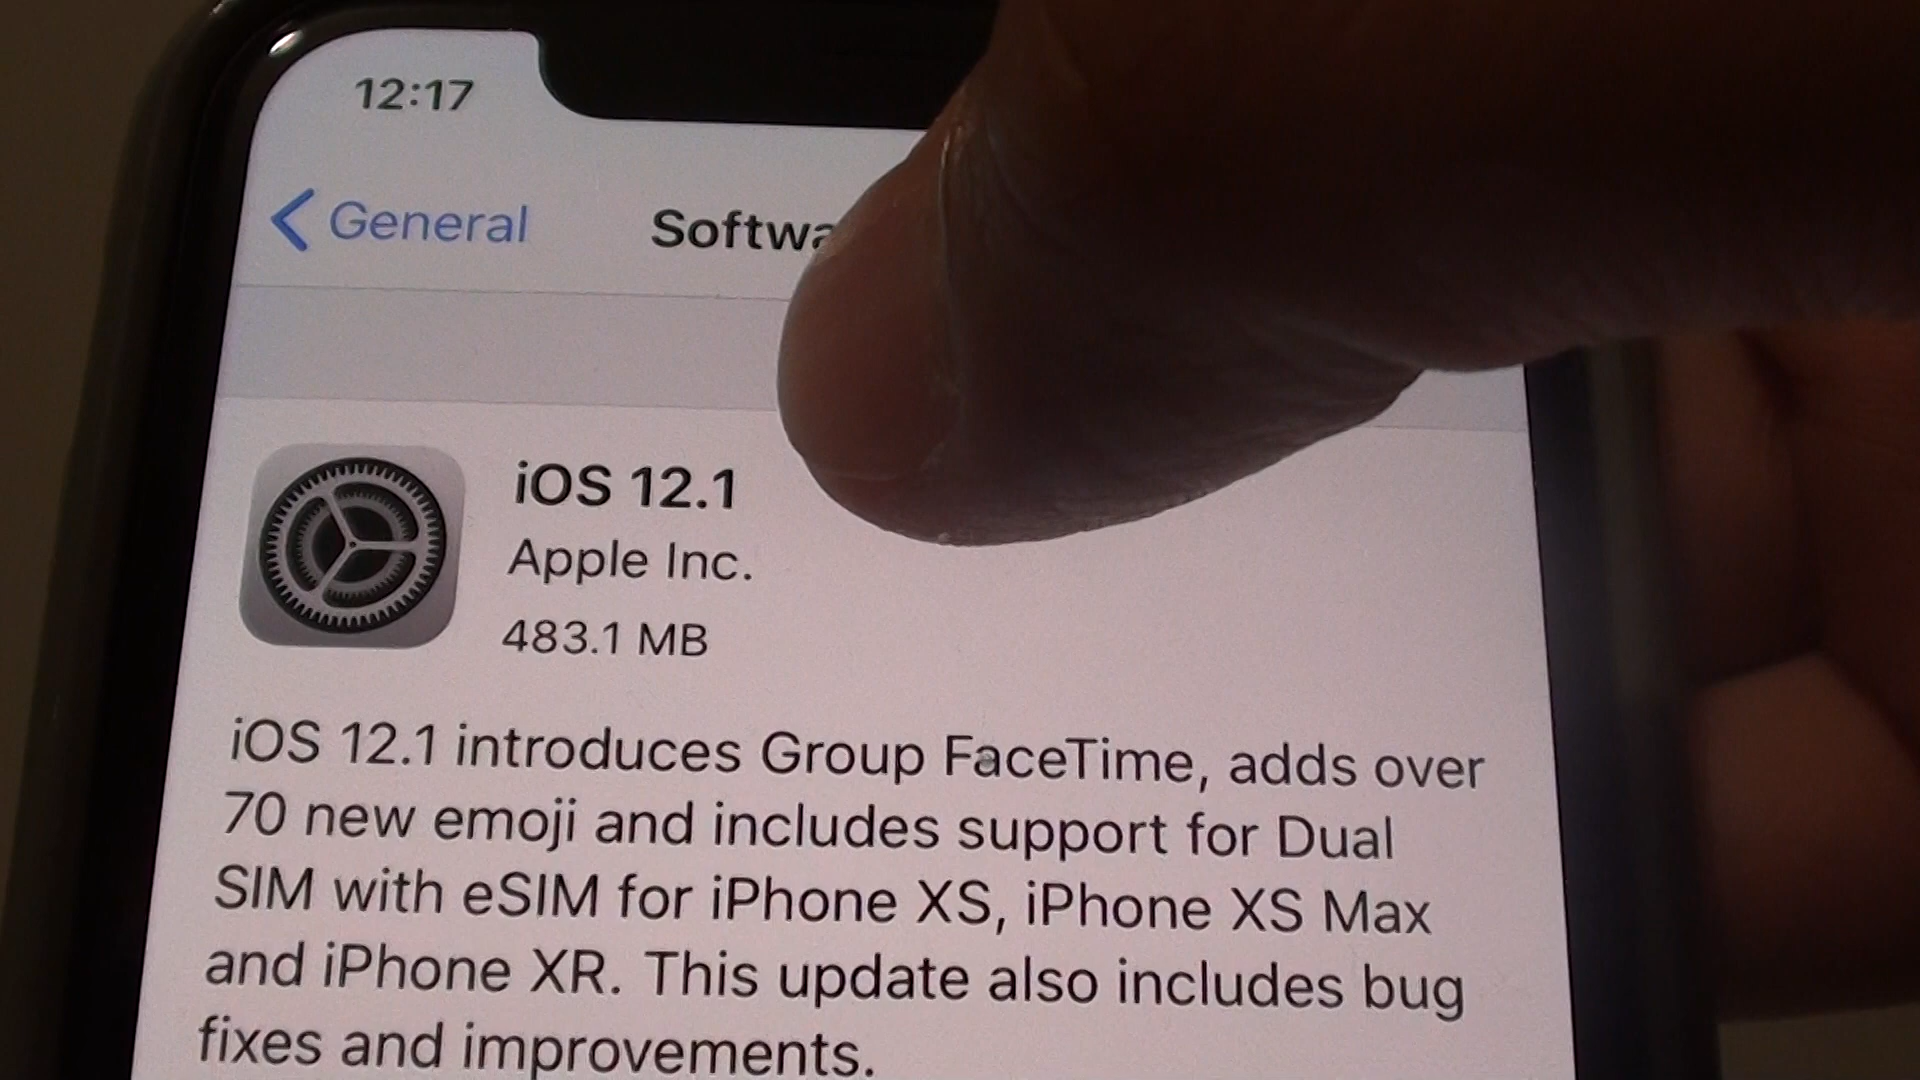 12:17
General
iOS 12.1
Apple Inc.
483.1 MB
iOS 12.1 introduces Group FaceTime, adds over
70 new emoji and includes support for Dual
SIM with eSIM for iPhone XS, iPhone XS Max
and iPhone XR. This update also includes bug
fixes and improvements.